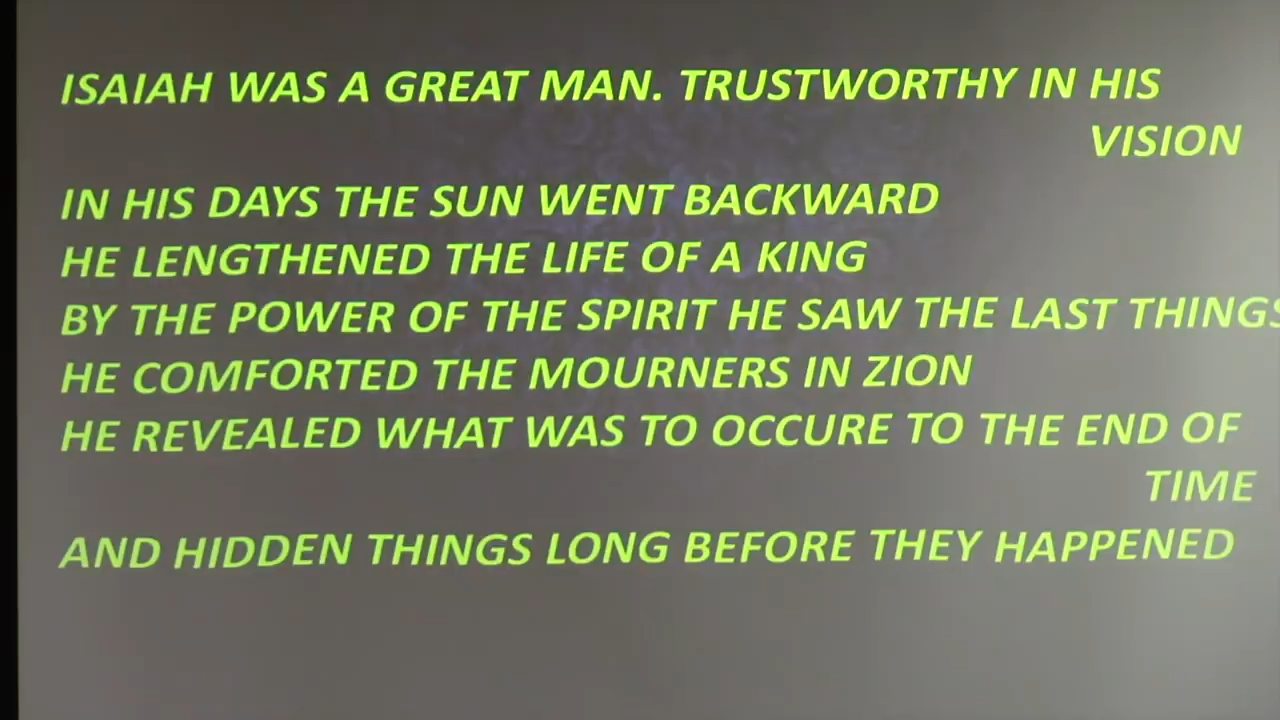 ISAIAH WAS A GREAT MAN. TRUSTWORTHY IN HIS
VISION
IN HIS DAYS THE SUN WENT BACKWARD
HE LENGTHENED THE LIFE OF A KING
BY THE POWER OF THE SPIRIT HE SAW THE LAST THINGS
HE COMFORTED THE MOURNERS IN ZION
HE REVEALED WHAT WAS TO OCCURE TO THE END OF
TIME
AND HIDDEN THINGS LONG BEFORE THEY HAPPENED